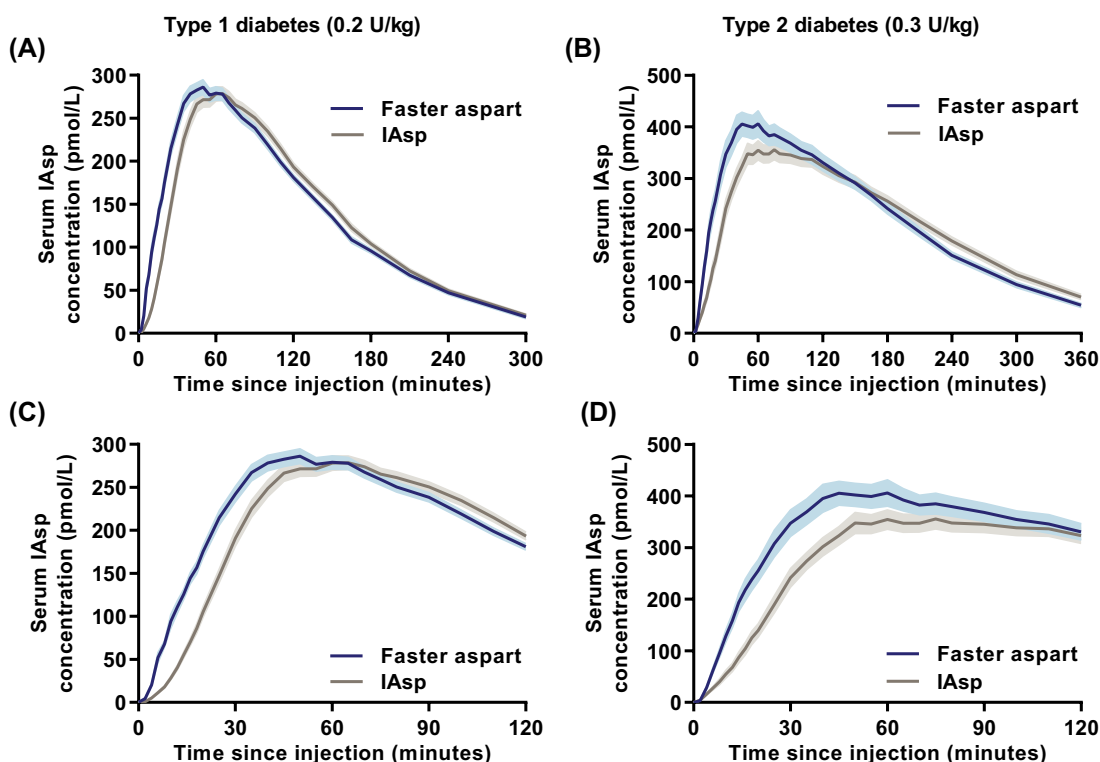 Type 1 diabetes (0.2 U/kg)
Type 2 diabetes (0.3 U/kg)
(A)
300
250
200
150
100
50
0
Serum IAsp
concentration (pmol/L)
Faster aspart
IAsp
0 60 120 180 240 300
Time since injection (minutes)
(B)
500
400
300
200
100
0
Serum IAsp
concentration (pmol/L)
Faster aspart
IAsp
0 60 120 180 240 300 360
Time since injection (minutes)
(C)
300
250
200
150
100
50
0
Serum IAsp
concentration (pmol/L)
Faster aspart
IAsp
0 30 60 90 120
Time since injection (minutes)
(D)
500
400
300
200
100
0
Serum IAsp
concentration (pmol/L)
Faster aspart
IAsp
0 30 60 90 120
Time since injection (minutes)